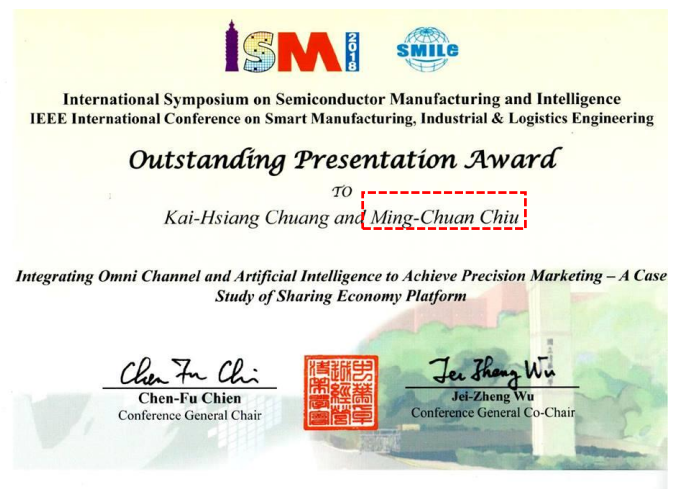 ISMI 2018
SMILE
International Symposium on Semiconductor Manufacturing and Intelligence
IEEE International Conference on Smart Manufacturing, Industrial & Logistics Engineering
Outstanding Presentation Award
TO
Kai-Hsiang Chuang and Ming-Chuan Chiu
Integrating Omni Channel and Artificial Intelligence to Achieve Precision Marketing – A Case
Study of Sharing Economy Platform
Chen Fu Chi
Jei Zheng Wu
Chen-Fu Chien
Conference General Chair
Jei-Zheng Wu
Conference General Co-Chair